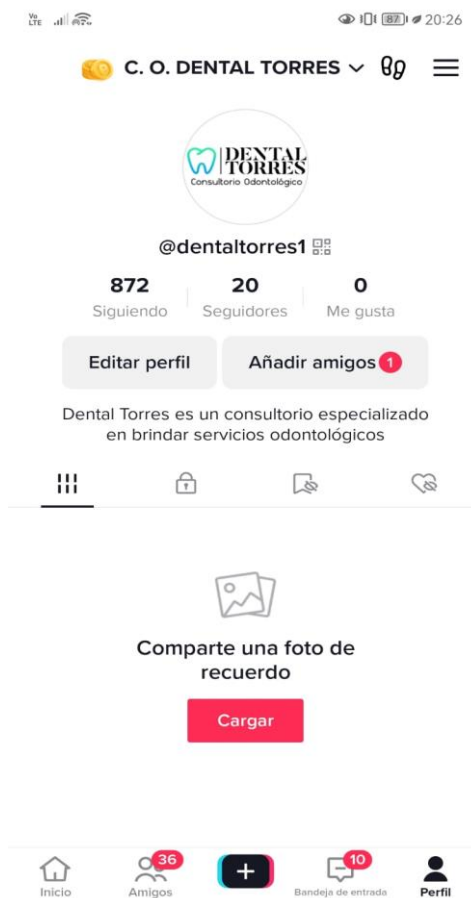 Vo
LTE
87
20:26
C. O. DENTAL TORRES
DENTAL
TORRES
Consultorio Odontológico
@dentaltorres1
872 20 0
Siguiendo Seguidores Me gusta
Editar perfil Añadir amigos 1
Dental Torres es un consultorio especializado
en brindar servicios odontológicos
Comparte una foto de
recuerdo
Cargar
36 10
Inicio Amigos Bandeja de entrada Perfil